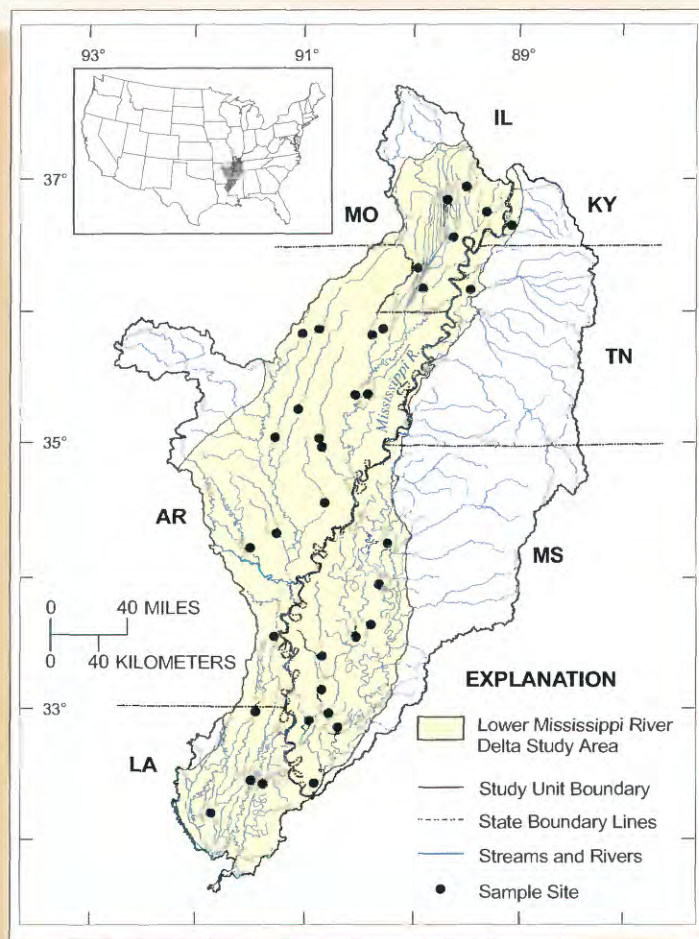 93°
91°
89°
IL
37°
MO
KY
TN
Mississippi R.
35°
AR
MS
0 40 MILES
0 40 KILOMETERS
33°
EXPLANATION
Lower Mississippi River
Delta Study Area
LA
Study Unit Boundary
State Boundary Lines
Streams and Rivers
Sample Site